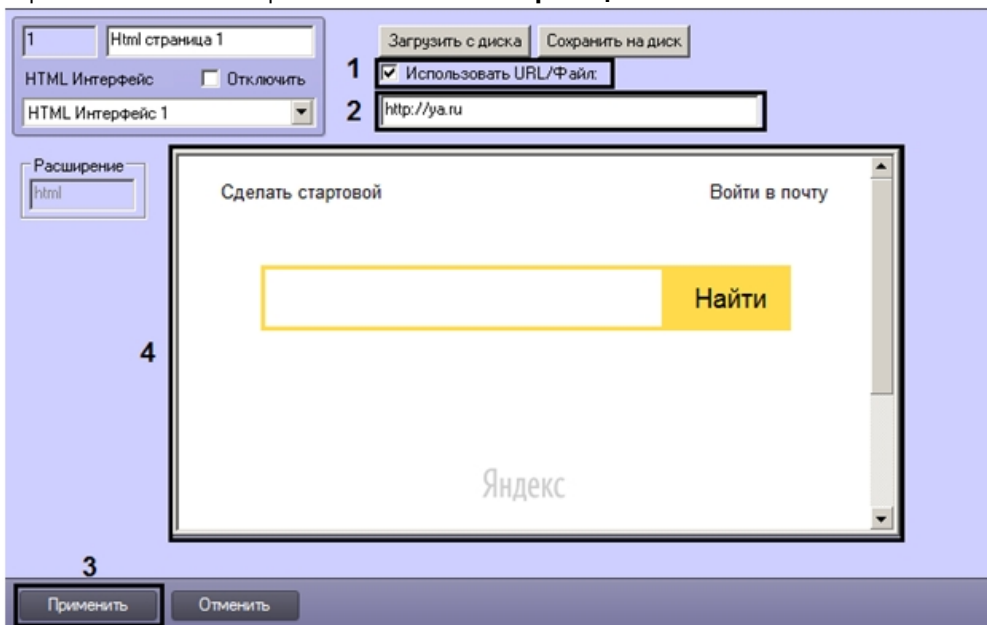 1 Html страница 1
Загрузить с диска Сохранить на диск
HTML Интерфейс Отключить
1 Использовать URL/Файл:
HTML Интерфейс 1
2 http://ya.ru
Расширение
html
Сделать стартовой Войти в почту
Найти
4
Яндекс
3
Применить Отменить